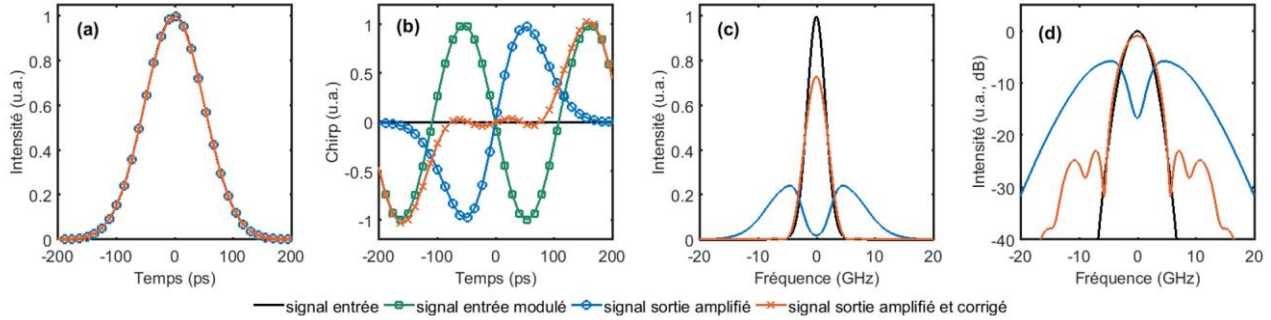 (a)
1
0.8
0.6
0.4
0.2
0
Intensité (u.a.)
-200 -100 0 100 200
Temps (ps)
(b)
1
0.5
0
-0.5
-1
Chirp (u.a.)
-200 -100 0 100 200
Temps (ps)
(c)
1
0.8
0.6
0.4
0.2
0
Intensité (u.a.)
-20 -10 0 10 20
Fréquence (GHz)
(d)
0
-10
-20
-30
-40
Intensité (u.a., dB)
-20 -10 0 10 20
Fréquence (GHz)
signal entrée signal entrée modulé signal sortie amplifié signal sortie amplifié et corrigé